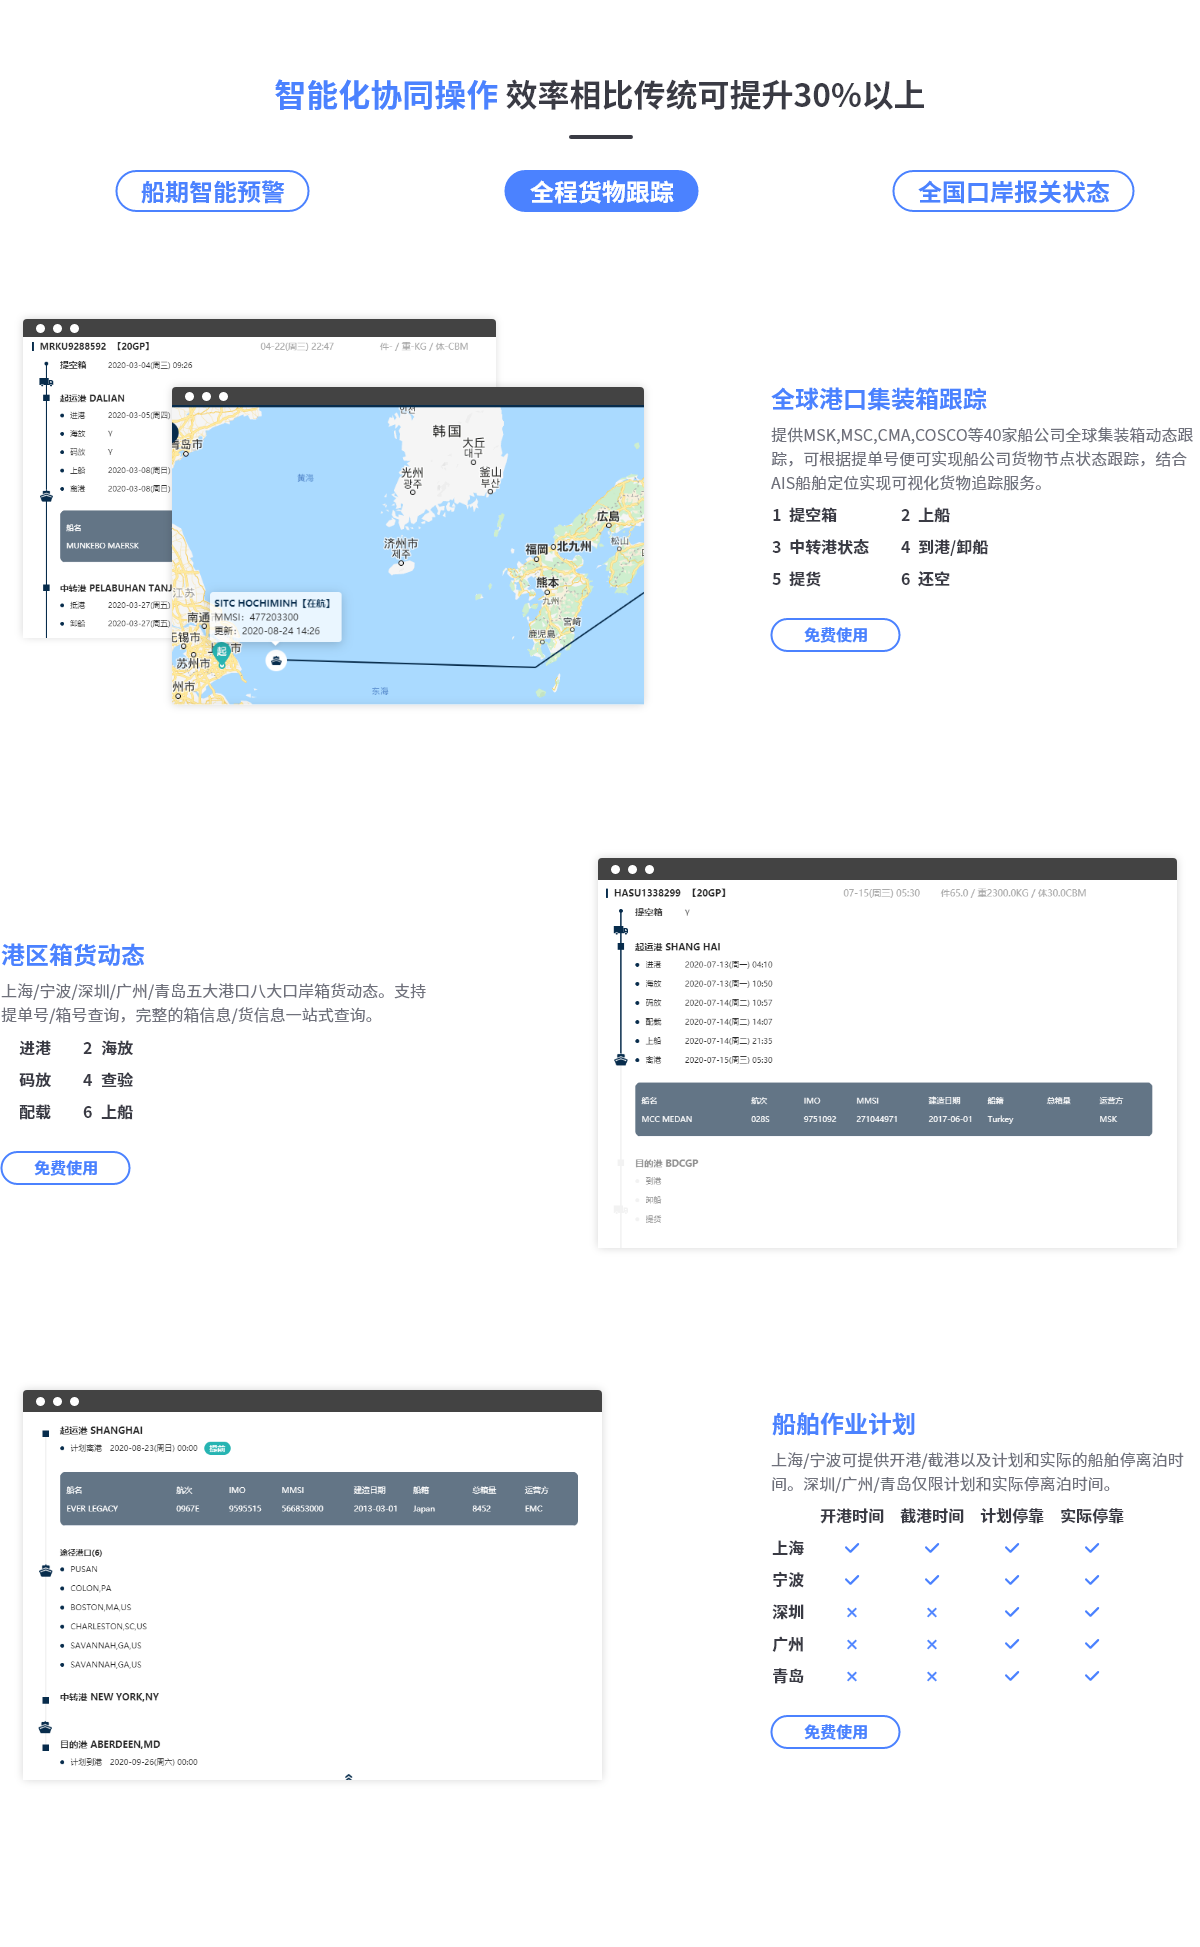 智能化协同操作 效率相比传统可提升30%以上
船期智能预警
全程货物跟踪
全国口岸报关状态
MRKU9288592 【20GP】 04-22(周三) 22:47 件- / 重-KG / 体-CBM
提空箱 2020-03-04(周三) 09:26
起运港 DALIAN
进港 2020-03-05(周四)
海放 Y
码放 Y
上船 2020-03-08(周日)
离港 2020-03-08(周日)
船名
MUNKEBO MAERSK
中转港 PELABUHAN TANJ
抵港 2020-03-27(周五)
卸船 2020-03-27(周五)
인천
韩国
大丘
대구
青岛市
光州
광주
釜山
부산
黄海
広島
松山
济州市
제주
福冈
北九州
熊本
九州
宮崎
鹿児島
江苏
南通市
无锡市
上海市
苏州市
州市
东海
SITC HOCHIMINH【在航】
MMSI：477203300
更新：2020-08-24 14:26
起
全球港口集装箱跟踪
提供MSK,MSC,CMA,COSCO等40家船公司全球集装箱动态跟
踪，可根据提单号便可实现船公司货物节点状态跟踪，结合
AIS船舶定位实现可视化货物追踪服务。
1 提空箱 2 上船
3 中转港状态 4 到港/卸船
5 提货 6 还空
免费使用
港区箱货动态
上海/宁波/深圳/广州/青岛五大港口八大口岸箱货动态。支持
提单号/箱号查询，完整的箱信息/货信息一站式查询。
进港 2 海放
码放 4 查验
配载 6 上船
免费使用
HASU1338299 【20GP】 07-15(周三) 05:30 件65.0 / 重2300.0KG / 体30.0CBM
提空箱 Y
起运港 SHANG HAI
进港 2020-07-13(周一) 04:10
海放 2020-07-13(周一) 10:50
码放 2020-07-14(周二) 10:57
配载 2020-07-14(周二) 14:07
上船 2020-07-14(周二) 21:35
离港 2020-07-15(周三) 05:30
船名 航次 IMO MMSI 建造日期 船籍 总箱量 运营方
MCC MEDAN 028S 9751092 271044971 2017-06-01 Turkey MSK
目的港 BDCGP
到港
卸船
提货
起运港 SHANGHAI
计划离港 2020-08-23(周日) 00:00 提前
船名 航次 IMO MMSI 建造日期 船籍 总箱量 运营方
EVER LEGACY 0967E 9595515 566853000 2013-03-01 Japan 8452 EMC
途径港口(6)
PUSAN
COLON,PA
BOSTON,MA,US
CHARLESTON,SC,US
SAVANNAH,GA,US
SAVANNAH,GA,US
中转港 NEW YORK,NY
目的港 ABERDEEN,MD
计划到港 2020-09-26(周六) 00:00
船舶作业计划
上海/宁波可提供开港/截港以及计划和实际的船舶停离泊时
间。深圳/广州/青岛仅限计划和实际停离泊时间。
开港时间 截港时间 计划停靠 实际停靠
上海
宁波
深圳
广州
青岛
免费使用